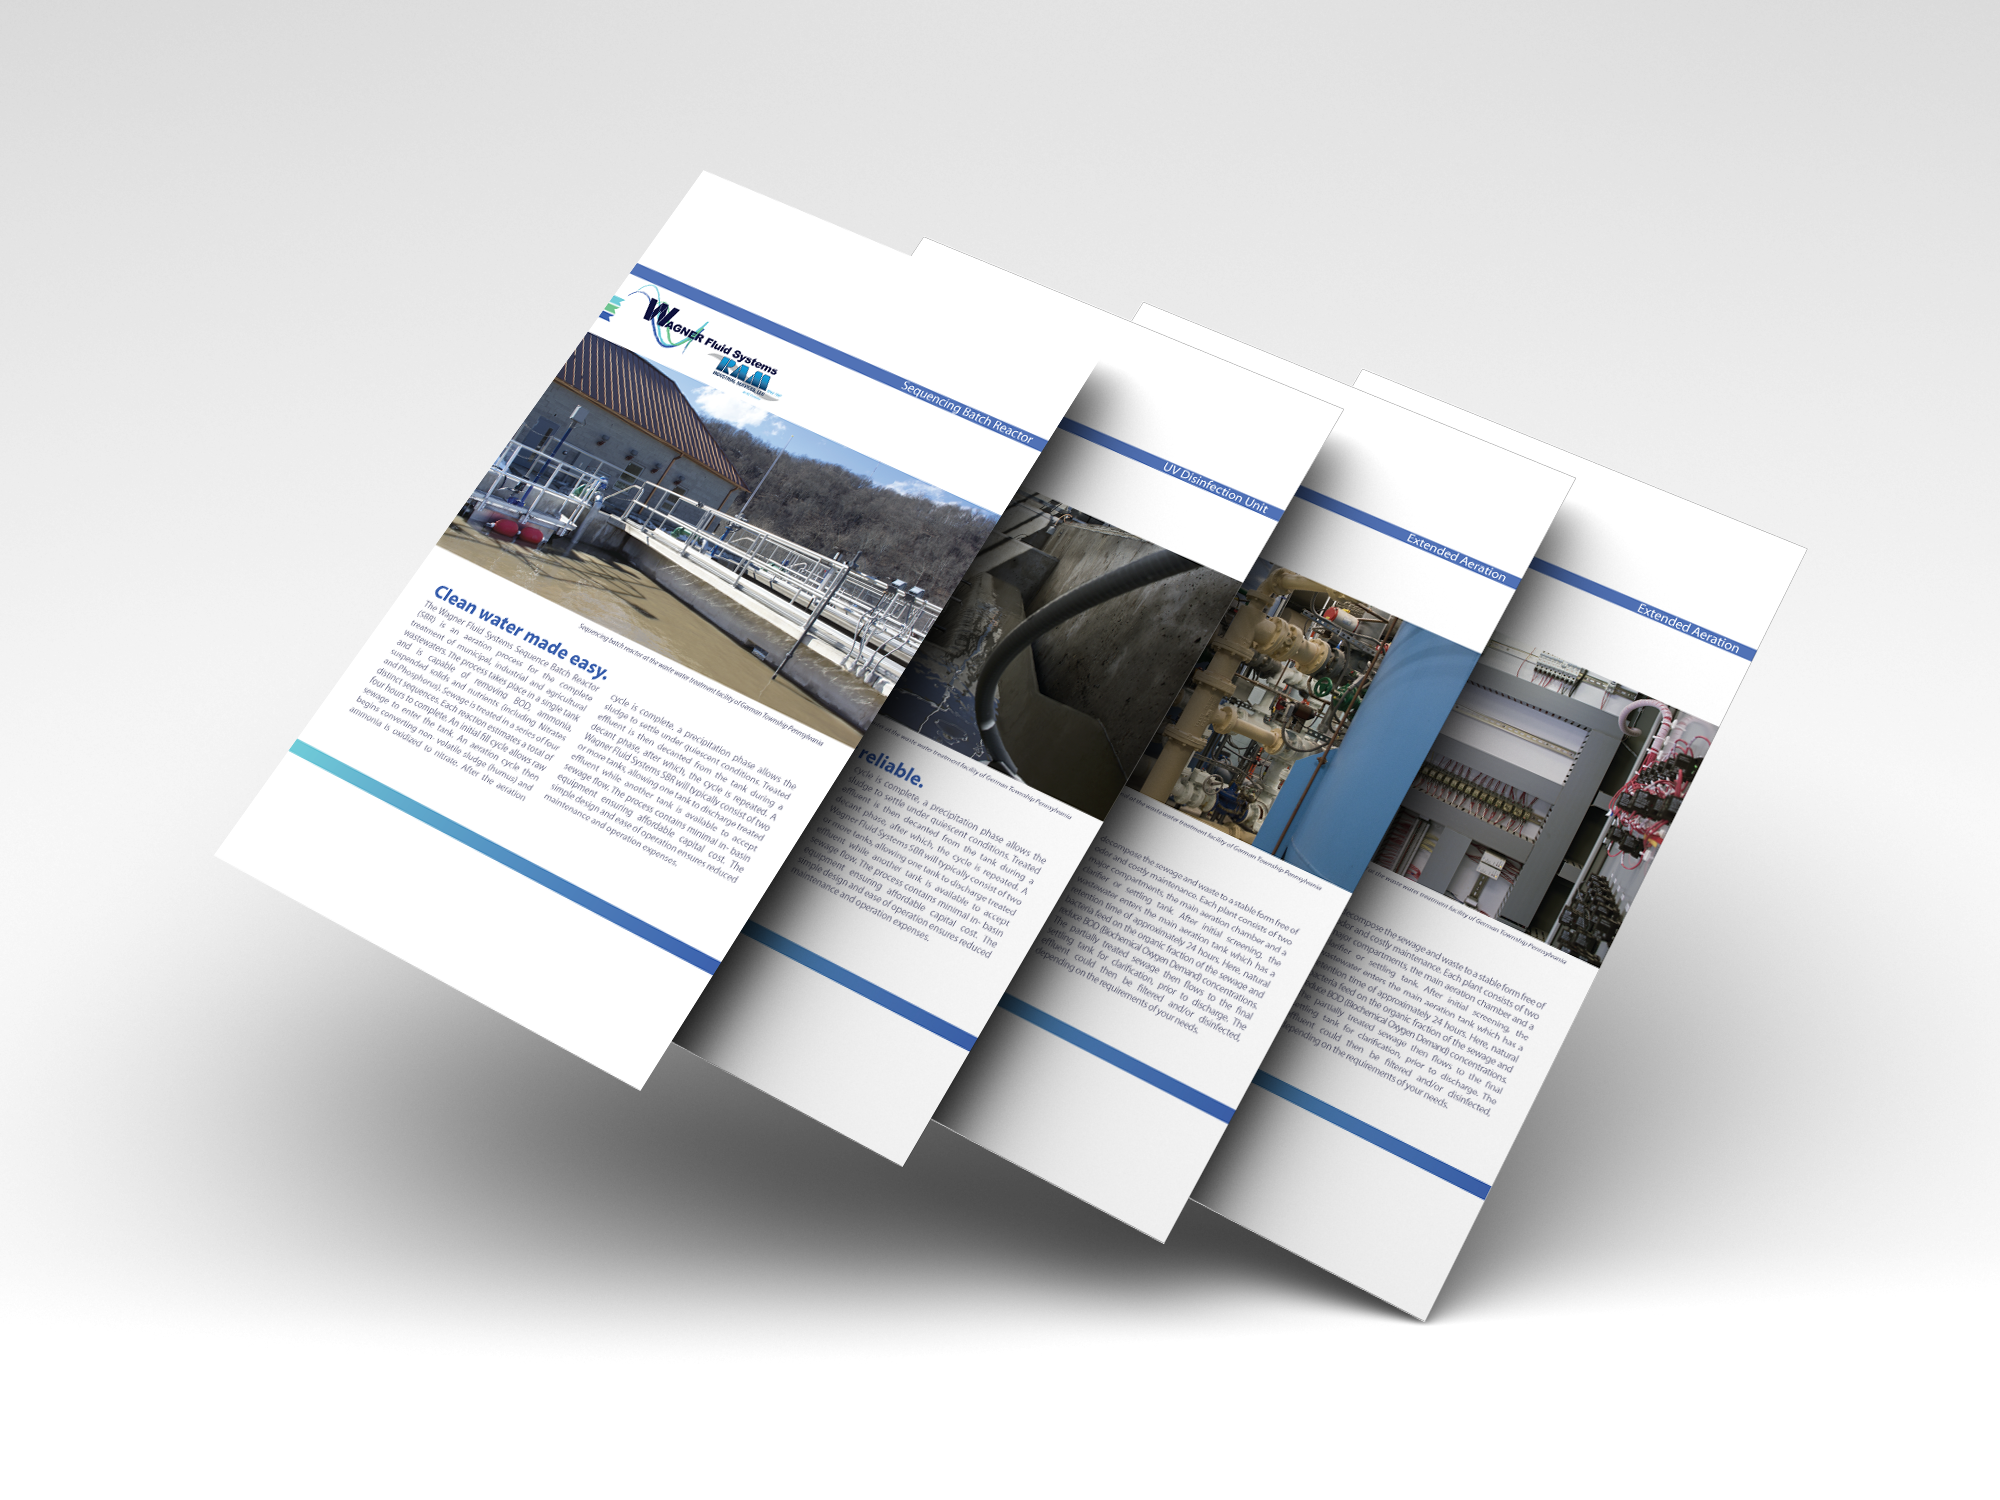 Sequencing Batch Reactor
WAGNER Fluid Systems
RAM
INDUSTRIAL SERVICES, LLC
Sequencing batch reactor at the waste water treatment facility of German Township Pennsylvania
Clean water made easy.
The Wagner Fluid Systems Sequence Batch Reactor
(SBR) is an aeration process for the complete
treatment of municipal, industrial and agricultural
wastewaters. The process takes place in a single tank
and is capable of removing BOD, ammonia,
suspended solids and nutrients (including Nitrates
and Phosphorus). Sewage is treated in a series of four
distinct sequences. Each reaction estimates a total of
four hours to complete. An initial fill cycle allows raw
sewage to enter the tank. An aeration cycle then
begins converting non- volatile sludge (humus) and
ammonia is oxidized to nitrate. After the aeration
cycle is complete, a precipitation phase allows the
sludge to settle under quiescent conditions. Treated
effluent is then decanted from the tank during a
decant phase, after which, the cycle is repeated. A
Wagner Fluid Systems SBR will typically consist of two
or more tanks, allowing one tank to discharge treated
effluent while another tank is available to accept
sewage flow. The process contains minimal in- basin
equipment ensuring affordable capital cost. The
simple design and ease of operation ensures reduced
maintenance and operation expenses.
UV Disinfection Unit
at the waste water treatment facility of German Township Pennsylvania
reliable.
cycle is complete, a precipitation phase allows the
sludge to settle under quiescent conditions. Treated
effluent is then decanted from the tank during a
decant phase, after which, the cycle is repeated. A
Wagner Fluid Systems SBR will typically consist of two
or more tanks, allowing one tank to discharge treated
effluent while another tank is available to accept
sewage flow. The process contains minimal in- basin
equipment ensuring affordable capital cost. The
simple design and ease of operation ensures reduced
maintenance and operation expenses.
Extended Aeration
at the waste water treatment facility of German Township Pennsylvania
decompose the sewage and waste to a stable form free of
odor and costly maintenance. Each plant consists of two
major compartments, the main aeration chamber and a
clarifier or settling tank. After initial screening, the
wastewater enters the main aeration tank which has a
retention time of approximately 24 hours. Here, natural
bacteria feed on the organic fraction of the sewage and
reduce BOD (Biochemical Oxygen Demand) concentrations.
The partially treated sewage then flows to the final
settling tank for clarification, prior to discharge. The
effluent could then be filtered and/or disinfected,
depending on the requirements of your needs.
Extended Aeration
at the waste water treatment facility of German Township Pennsylvania
decompose the sewage and waste to a stable form free of
odor and costly maintenance. Each plant consists of two
major compartments, the main aeration chamber and a
clarifier or settling tank. After initial screening, the
wastewater enters the main aeration tank which has a
retention time of approximately 24 hours. Here, natural
bacteria feed on the organic fraction of the sewage and
reduce BOD (Biochemical Oxygen Demand) concentrations.
The partially treated sewage then flows to the final
settling tank for clarification, prior to discharge. The
effluent could then be filtered and/or disinfected,
depending on the requirements of your needs.